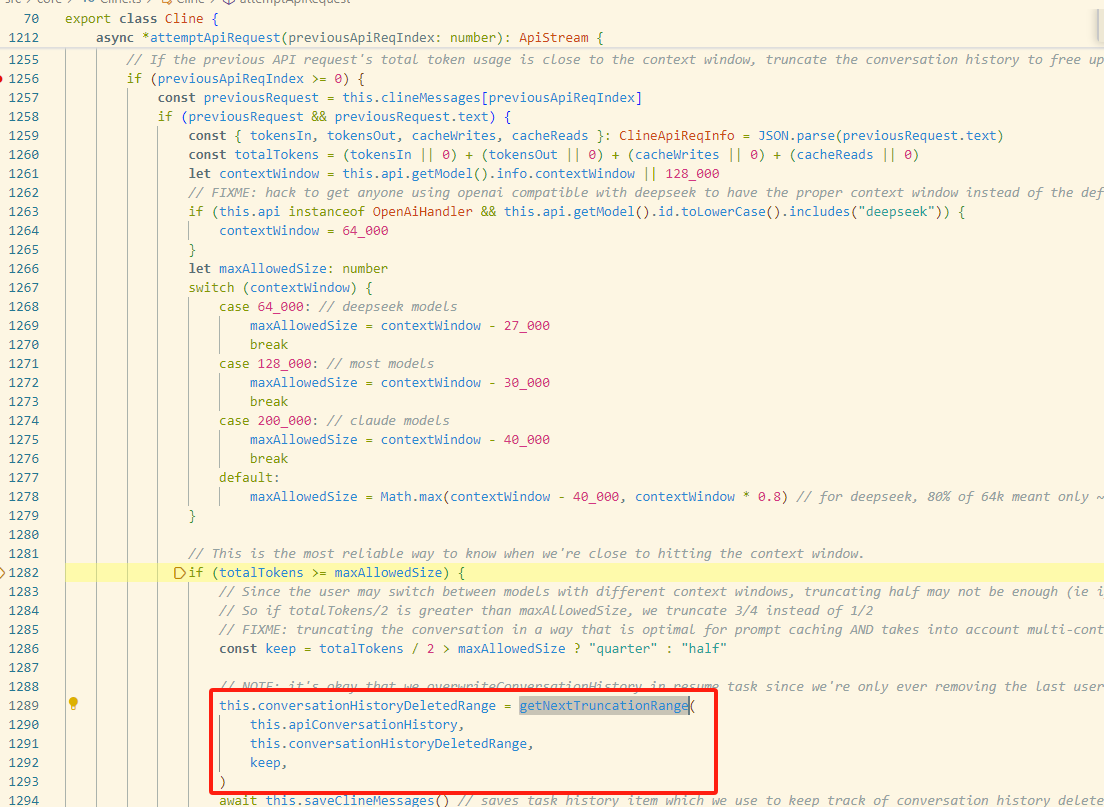 src > core > Cline.ts > Cline > attemptApiRequest
70 export class Cline {
1212 async *attemptApiRequest(previousApiReqIndex: number): ApiStream {
1255 // If the previous API request's total token usage is close to the context window, truncate the conversation history to free up
1256 if (previousApiReqIndex >= 0) {
1257 const previousRequest = this.clineMessages[previousApiReqIndex]
1258 if (previousRequest && previousRequest.text) {
1259 const { tokensIn, tokensOut, cacheWrites, cacheReads }: ClineApiReqInfo = JSON.parse(previousRequest.text)
1260 const totalTokens = (tokensIn || 0) + (tokensOut || 0) + (cacheWrites || 0) + (cacheReads || 0)
1261 let contextWindow = this.api.getModel().info.contextWindow || 128_000
1262 // FIXME: hack to get anyone using openai compatible with deepseek to have the proper context window instead of the def
1263 if (this.api instanceof OpenAiHandler && this.api.getModel().id.toLowerCase().includes("deepseek")) {
1264 contextWindow = 64_000
1265 }
1266 let maxAllowedSize: number
1267 switch (contextWindow) {
1268 case 64_000: // deepseek models
1269 maxAllowedSize = contextWindow - 27_000
1270 break
1271 case 128_000: // most models
1272 maxAllowedSize = contextWindow - 30_000
1273 break
1274 case 200_000: // claude models
1275 maxAllowedSize = contextWindow - 40_000
1276 break
1277 default:
1278 maxAllowedSize = Math.max(contextWindow - 40_000, contextWindow * 0.8) // for deepseek, 80% of 64k meant only ~
1279 }
1280
1281 // This is the most reliable way to know when we're close to hitting the context window.
1282 if (totalTokens >= maxAllowedSize) {
1283 // Since the user may switch between models with different context windows, truncating half may not be enough (ie i
1284 // So if totalTokens/2 is greater than maxAllowedSize, we truncate 3/4 instead of 1/2
1285 // FIXME: truncating the conversation in a way that is optimal for prompt caching AND takes into account multi-cont
1286 const keep = totalTokens / 2 > maxAllowedSize ? "quarter" : "half"
1287
1288 // NOTE: it's okay that we overwriteConversationHistory in resume task since we're only ever removing the last user
1289 this.conversationHistoryDeletedRange = getNextTruncationRange(
1290 this.apiConversationHistory,
1291 this.conversationHistoryDeletedRange,
1292 keep,
1293 )
1294 await this.saveClineMessages() // saves task history item which we use to keep track of conversation history delete